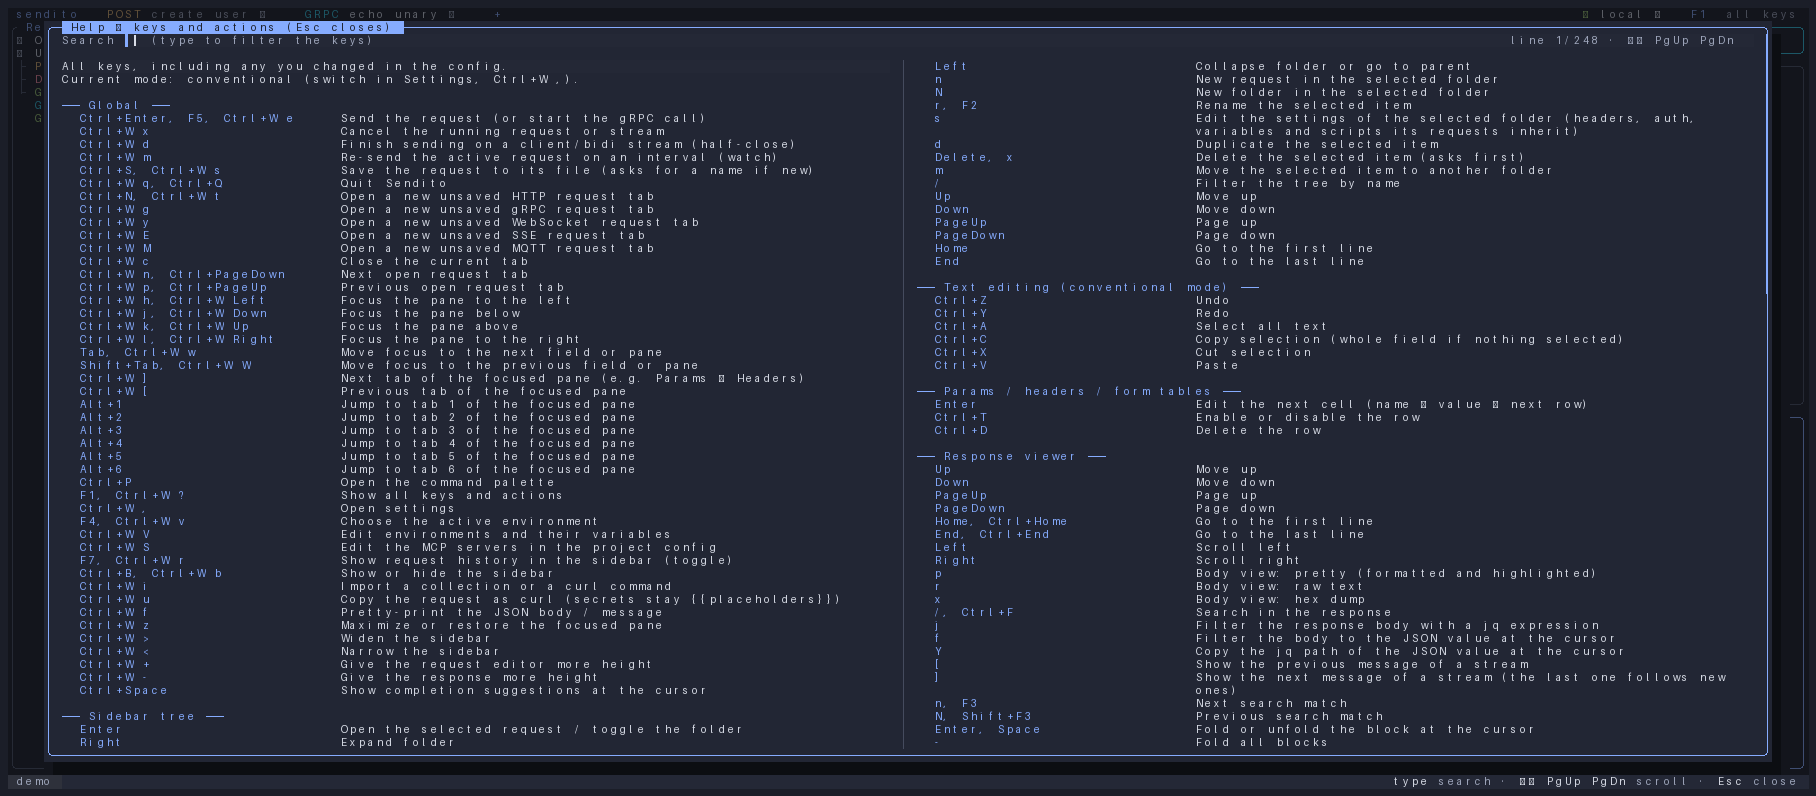 sendito POST create user GRPC echo unary + local F1 all keys
Help keys and actions (Esc closes)
Search (type to filter the keys) line 1/248 · PgUp PgDn
All keys, including any you changed in the config.
Current mode: conventional (switch in Settings, Ctrl+W ,).
Global
Ctrl+Enter, F5, Ctrl+W e Send the request (or start the gRPC call)
Ctrl+W x Cancel the running request or stream
Ctrl+W d Finish sending on a client/bidi stream (half-close)
Ctrl+W m Re-send the active request on an interval (watch)
Ctrl+S, Ctrl+W s Save the request to its file (asks for a name if new)
Ctrl+W q, Ctrl+Q Quit Sendito
Ctrl+N, Ctrl+W t Open a new unsaved HTTP request tab
Ctrl+W g Open a new unsaved gRPC request tab
Ctrl+W y Open a new unsaved WebSocket request tab
Ctrl+W E Open a new unsaved SSE request tab
Ctrl+W M Open a new unsaved MQTT request tab
Ctrl+W c Close the current tab
Ctrl+W n, Ctrl+PageDown Next open request tab
Ctrl+W p, Ctrl+PageUp Previous open request tab
Ctrl+W h, Ctrl+W Left Focus the pane to the left
Ctrl+W j, Ctrl+W Down Focus the pane below
Ctrl+W k, Ctrl+W Up Focus the pane above
Ctrl+W l, Ctrl+W Right Focus the pane to the right
Tab, Ctrl+W w Move focus to the next field or pane
Shift+Tab, Ctrl+W W Move focus to the previous field or pane
Ctrl+W ] Next tab of the focused pane (e.g. Params Headers)
Ctrl+W [ Previous tab of the focused pane
Alt+1 Jump to tab 1 of the focused pane
Alt+2 Jump to tab 2 of the focused pane
Alt+3 Jump to tab 3 of the focused pane
Alt+4 Jump to tab 4 of the focused pane
Alt+5 Jump to tab 5 of the focused pane
Alt+6 Jump to tab 6 of the focused pane
Ctrl+P Open the command palette
F1, Ctrl+W ? Show all keys and actions
Ctrl+W , Open settings
F4, Ctrl+W v Choose the active environment
Ctrl+W V Edit environments and their variables
Ctrl+W S Edit the MCP servers in the project config
F7, Ctrl+W r Show request history in the sidebar (toggle)
Ctrl+B, Ctrl+W b Show or hide the sidebar
Ctrl+W i Import a collection or a curl command
Ctrl+W u Copy the request as curl (secrets stay {{placeholders}})
Ctrl+W f Pretty-print the JSON body / message
Ctrl+W z Maximize or restore the focused pane
Ctrl+W > Widen the sidebar
Ctrl+W < Narrow the sidebar
Ctrl+W + Give the request editor more height
Ctrl+W - Give the response more height
Ctrl+Space Show completion suggestions at the cursor
Sidebar tree
Enter Open the selected request / toggle the folder
Right Expand folder
Left Collapse folder or go to parent
n New request in the selected folder
N New folder in the selected folder
r, F2 Rename the selected item
s Edit the settings of the selected folder (headers, auth,
variables and scripts its requests inherit)
d Duplicate the selected item
Delete, x Delete the selected item (asks first)
m Move the selected item to another folder
/ Filter the tree by name
Up Move up
Down Move down
PageUp Page up
PageDown Page down
Home Go to the first line
End Go to the last line
Text editing (conventional mode)
Ctrl+Z Undo
Ctrl+Y Redo
Ctrl+A Select all text
Ctrl+C Copy selection (whole field if nothing selected)
Ctrl+X Cut selection
Ctrl+V Paste
Params / headers / form tables
Enter Edit the next cell (name value next row)
Ctrl+T Enable or disable the row
Ctrl+D Delete the row
Response viewer
Up Move up
Down Move down
PageUp Page up
PageDown Page down
Home, Ctrl+Home Go to the first line
End, Ctrl+End Go to the last line
Left Scroll left
Right Scroll right
p Body view: pretty (formatted and highlighted)
r Body view: raw text
x Body view: hex dump
/, Ctrl+F Search in the response
j Filter the response body with a jq expression
f Filter the body to the JSON value at the cursor
Y Copy the jq path of the JSON value at the cursor
[ Show the previous message of a stream
] Show the next message of a stream (the last one follows new
ones)
n, F3 Next search match
N, Shift+F3 Previous search match
Enter, Space Fold or unfold the block at the cursor
- Fold all blocks
demo type search · PgUp PgDn scroll · Esc close